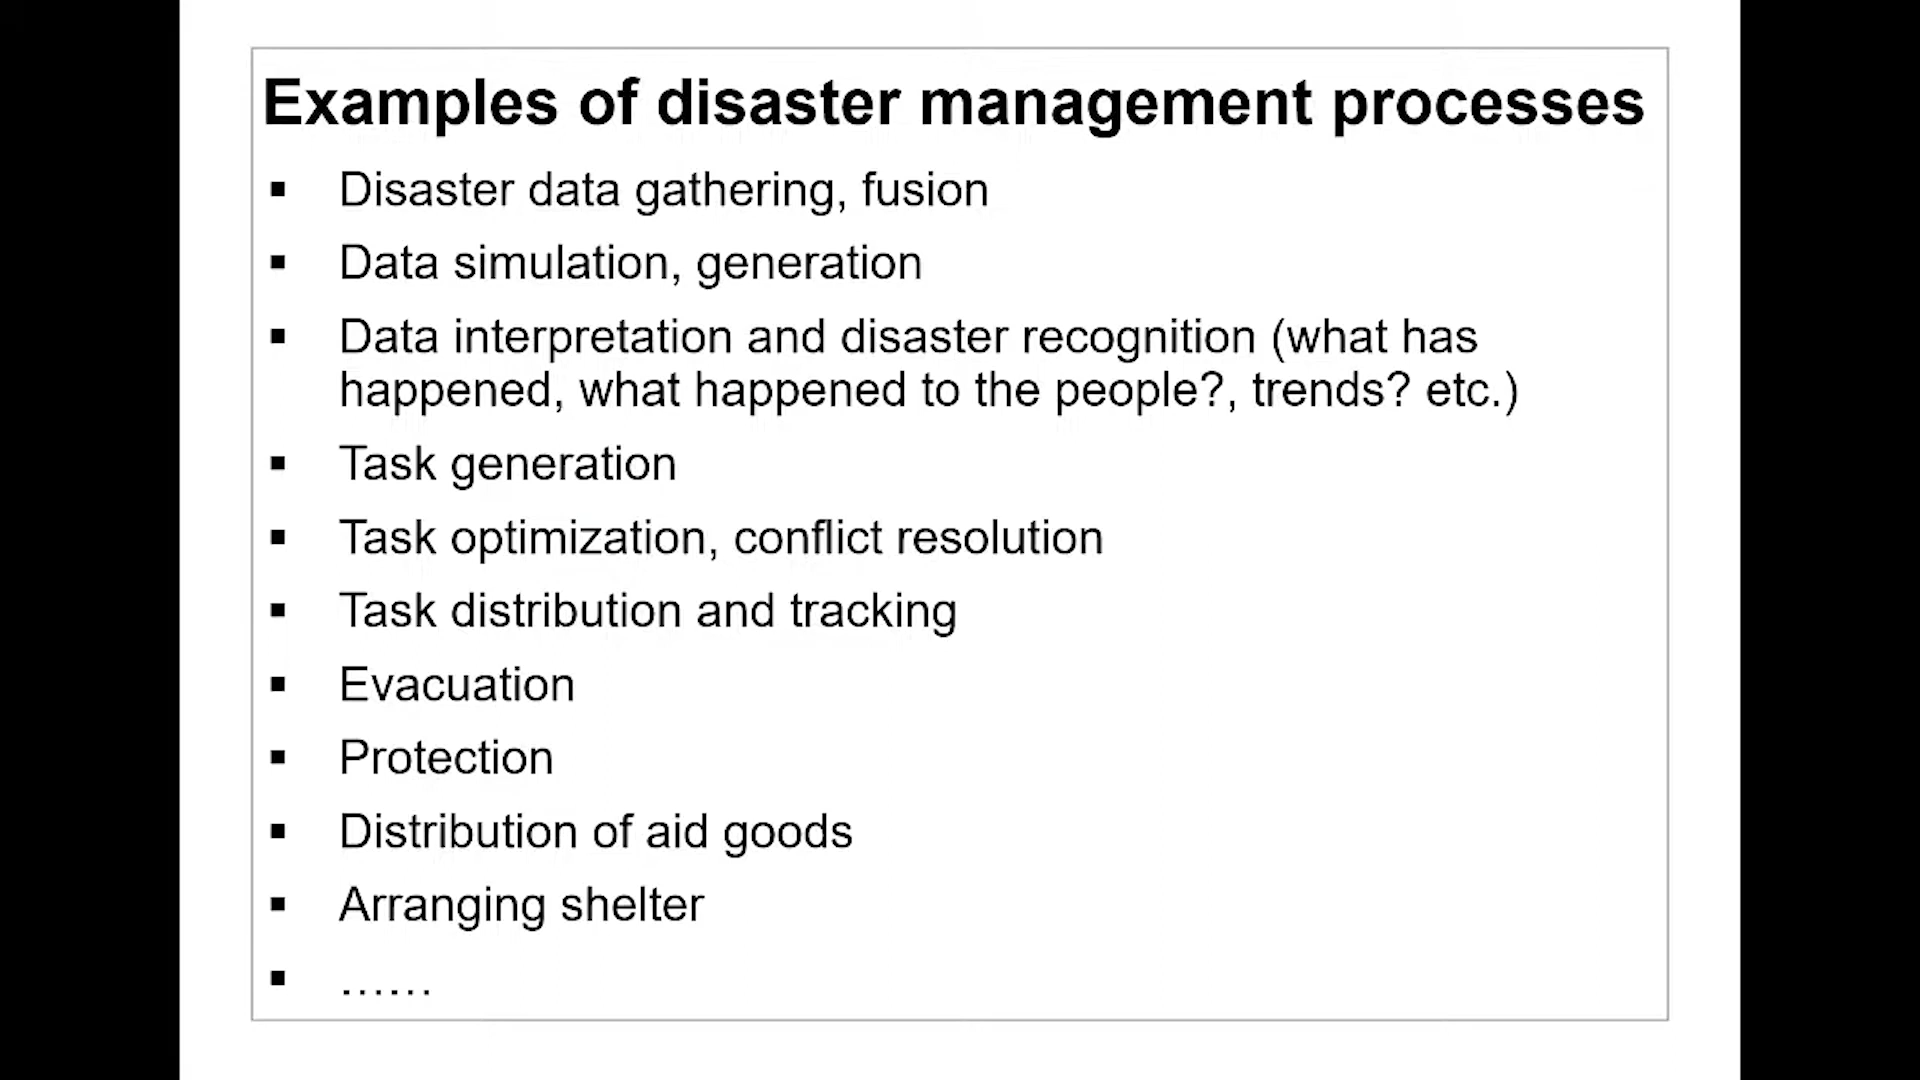 Examples of disaster management processes
▪ Disaster data gathering, fusion
▪ Data simulation, generation
▪ Data interpretation and disaster recognition (what has
happened, what happened to the people?, trends? etc.)
▪ Task generation
▪ Task optimization, conflict resolution
▪ Task distribution and tracking
▪ Evacuation
▪ Protection
▪ Distribution of aid goods
▪ Arranging shelter
▪ ......